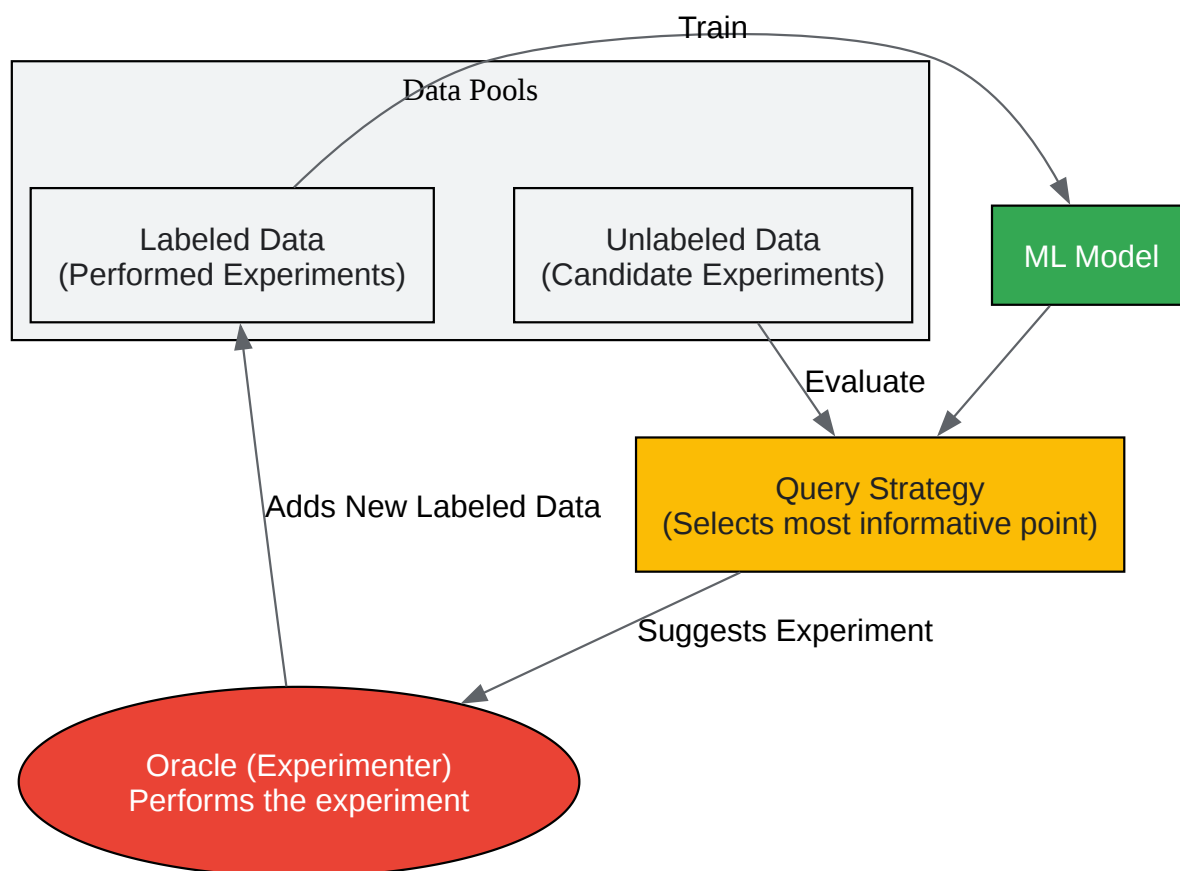 Train
Data Pools
Labeled Data
(Performed Experiments)
Unlabeled Data
(Candidate Experiments)
ML Model
Evaluate
Query Strategy
(Selects most informative point)
Adds New Labeled Data
Suggests Experiment
Oracle (Experimenter)
Performs the experiment